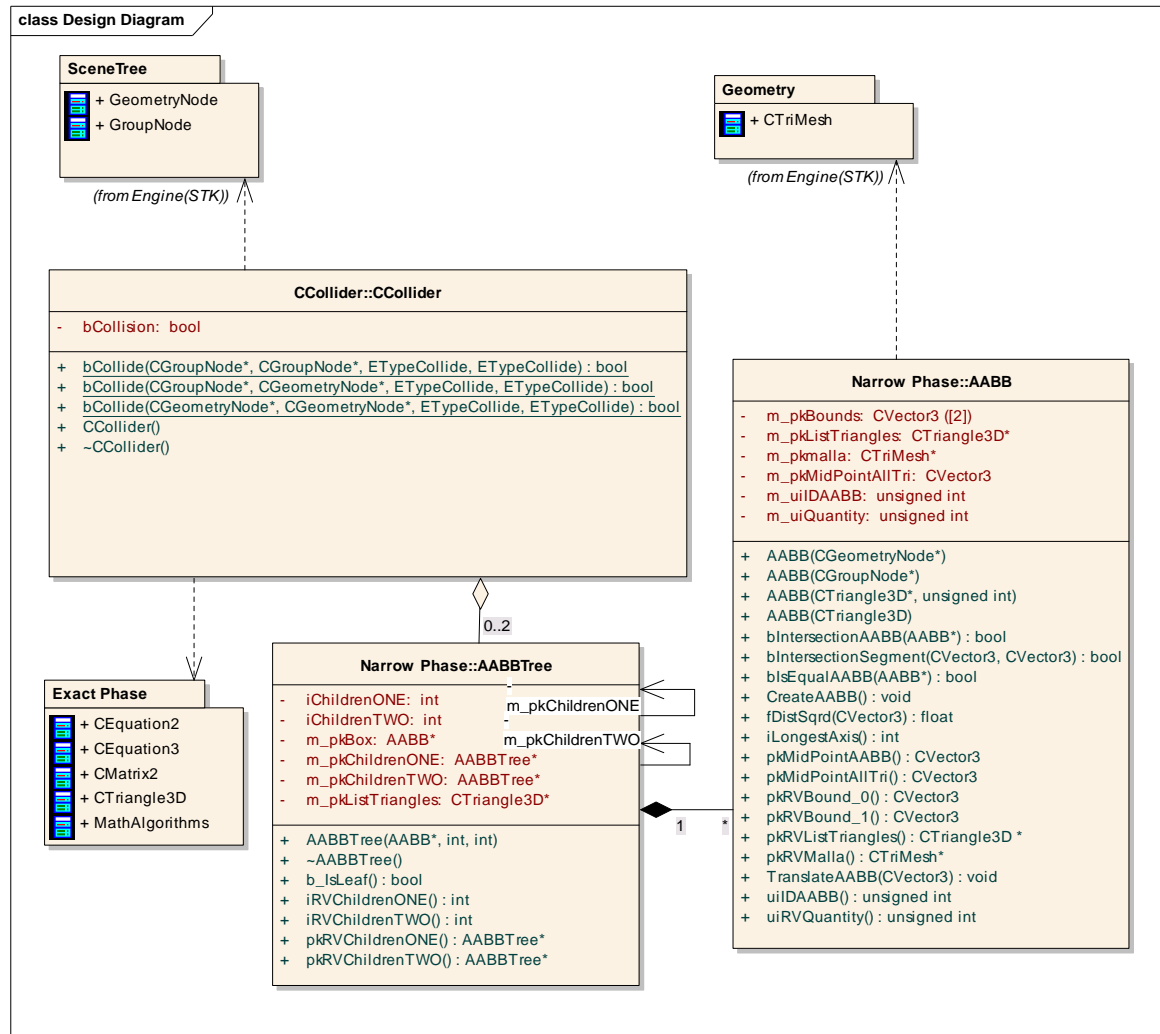 class Design Diagram
SceneTree
+ GeometryNode
+ GroupNode
(from Engine(STK))
Geometry
+ CTriMesh
(from Engine(STK))
CCollider::CCollider
- bCollision: bool
+ bCollide(CGroupNode*, CGroupNode*, ETypeCollide, ETypeCollide) : bool
+ bCollide(CGroupNode*, CGeometryNode*, ETypeCollide, ETypeCollide) : bool
+ bCollide(CGeometryNode*, CGeometryNode*, ETypeCollide, ETypeCollide) : bool
+ CCollider()
+ ~CCollider()
Narrow Phase::AABB
- m_pkBounds: CVector3 ([2])
- m_pkListTriangles: CTriangle3D*
- m_pkmalla: CTriMesh*
- m_pkMidPointAllTri: CVector3
- m_uiIDAABB: unsigned int
- m_uiQuantity: unsigned int
+ AABB(CGeometryNode*)
+ AABB(CGroupNode*)
+ AABB(CTriangle3D*, unsigned int)
+ AABB(CTriangle3D)
+ bIntersectionAABB(AABB*) : bool
+ bIntersectionSegment(CVector3, CVector3) : bool
+ bIsEqualAABB(AABB*) : bool
+ CreateAABB() : void
+ fDistSqrd(CVector3) : float
+ iLongestAxis() : int
+ pkMidPointAABB() : CVector3
+ pkMidPointAllTri() : CVector3
+ pkRVBound_0() : CVector3
+ pkRVBound_1() : CVector3
+ pkRVListTriangles() : CTriangle3D *
+ pkRVMalla() : CTriMesh*
+ TranslateAABB(CVector3) : void
+ uiIDAABB() : unsigned int
+ uiRVQuantity() : unsigned int
0..2
Narrow Phase::AABBTree
- iChildrenONE: int
- iChildrenTWO: int
- m_pkBox: AABB*
- m_pkChildrenONE: AABBTree*
- m_pkChildrenTWO: AABBTree*
- m_pkListTriangles: CTriangle3D*
-
m_pkChildrenONE
-
m_pkChildrenTWO
+ AABBTree(AABB*, int, int)
+ ~AABBTree()
+ b_IsLeaf() : bool
+ iRVChildrenONE() : int
+ iRVChildrenTWO() : int
+ pkRVChildrenONE() : AABBTree*
+ pkRVChildrenTWO() : AABBTree*
1
*
Exact Phase
+ CEquation2
+ CEquation3
+ CMatrix2
+ CTriangle3D
+ MathAlgorithms